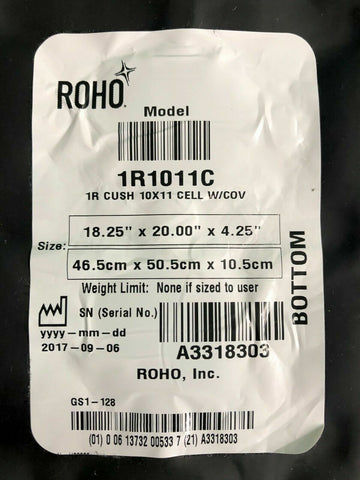 ROHO
Model
1R1011C
1R CUSH 10X11 CELL W/COV
Size:
18.25" x 20.00" x 4.25"
46.5cm x 50.5cm x 10.5cm
Weight Limit: None if sized to user
SN (Serial No.)
yyyy-mm-dd
2017-09-06
A3318303
BOTTOM
ROHO, Inc.
GS1-128
(01) 0 06 13732 00533 7 (21) A3318303